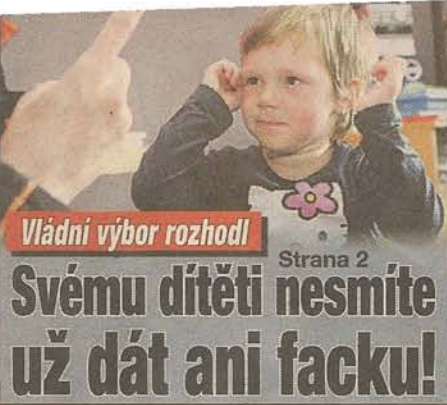 Vládní výbor rozhodl
Strana 2
Svému dítěti nesmíte
už dát ani facku!